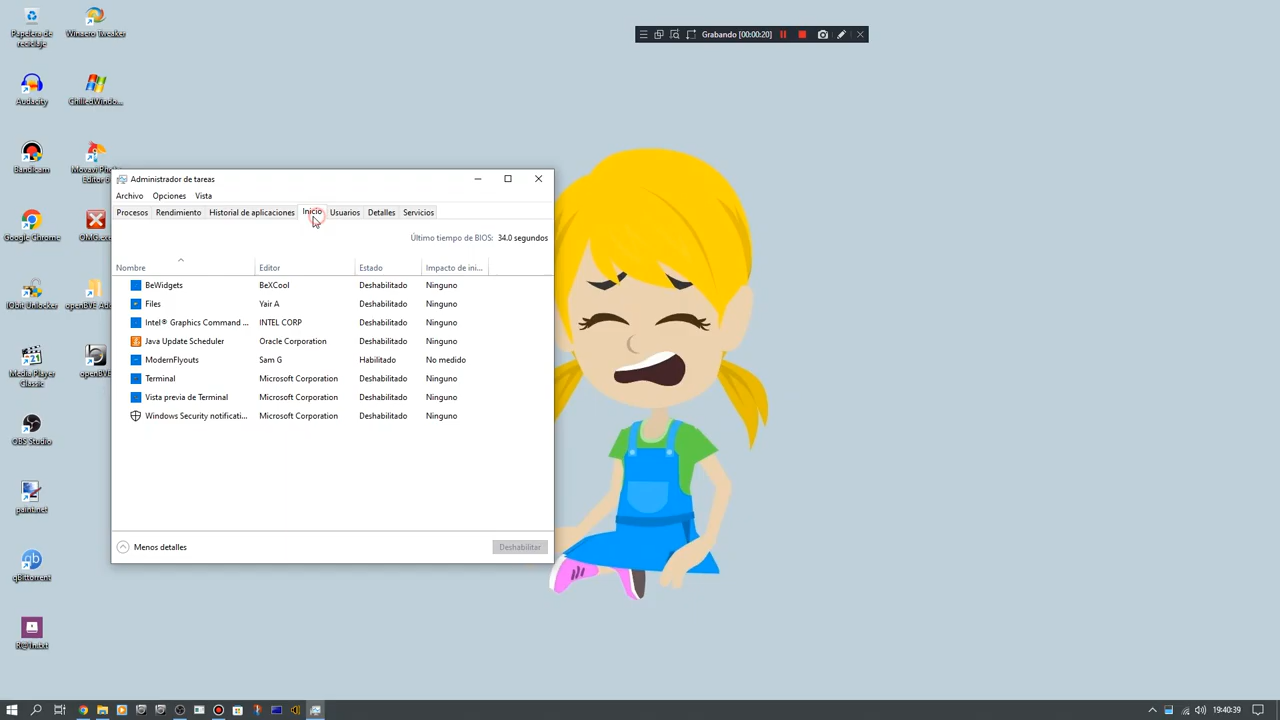 Papelera de
reciclaje
Winaero Tweaker
Grabando [00:00:20]
Audacity
ChilledWindo...
Bandicam
Movavi Pho
Editor
Administrador de tareas
Archivo Opciones Vista
Procesos Rendimiento Historial de aplicaciones Inicio Usuarios Detalles Servicios
Google Chrome
OMG.exe
Último tiempo de BIOS: 34.0 segundos
Nombre Editor Estado Impacto de ini...
BeWidgets BeXCool Deshabilitado Ninguno
Files Yair A Deshabilitado Ninguno
IObit Unlocker
openBVE
Intel® Graphics Command ... INTEL CORP Deshabilitado Ninguno
Java Update Scheduler Oracle Corporation Deshabilitado Ninguno
ModernFlyouts Sam G Habilitado No medido
Media Player
Classic
openBVE
Terminal Microsoft Corporation Deshabilitado Ninguno
Vista previa de Terminal Microsoft Corporation Deshabilitado Ninguno
Windows Security notificati... Microsoft Corporation Deshabilitado Ninguno
OBS Studio
paint.net
Menos detalles Deshabilitar
qBittorrent
19:40:39